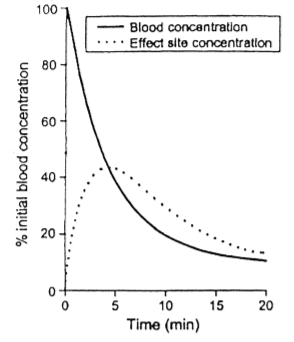 100
80
60
40
20
0
% initial blood concentration
Blood concentration
Effect site concentration
0 5 10 15 20
Time (min)